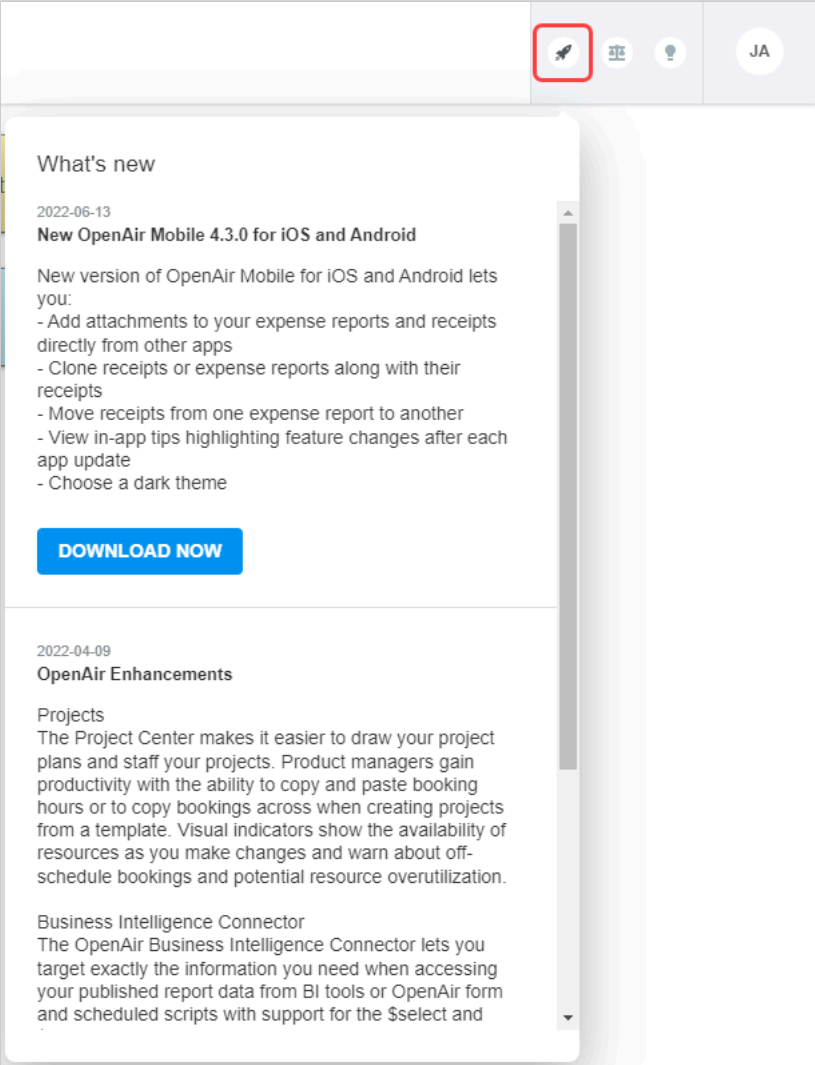 JA
What's new
2022-06-13
New OpenAir Mobile 4.3.0 for iOS and Android
New version of OpenAir Mobile for iOS and Android lets
you:
- Add attachments to your expense reports and receipts
directly from other apps
- Clone receipts or expense reports along with their
receipts
- Move receipts from one expense report to another
- View in-app tips highlighting feature changes after each
app update
- Choose a dark theme
DOWNLOAD NOW
2022-04-09
OpenAir Enhancements
Projects
The Project Center makes it easier to draw your project
plans and staff your projects. Product managers gain
productivity with the ability to copy and paste booking
hours or to copy bookings across when creating projects
from a template. Visual indicators show the availability of
resources as you make changes and warn about off-
schedule bookings and potential resource overutilization.
Business Intelligence Connector
The OpenAir Business Intelligence Connector lets you
target exactly the information you need when accessing
your published report data from BI tools or OpenAir form
and scheduled scripts with support for the $select and